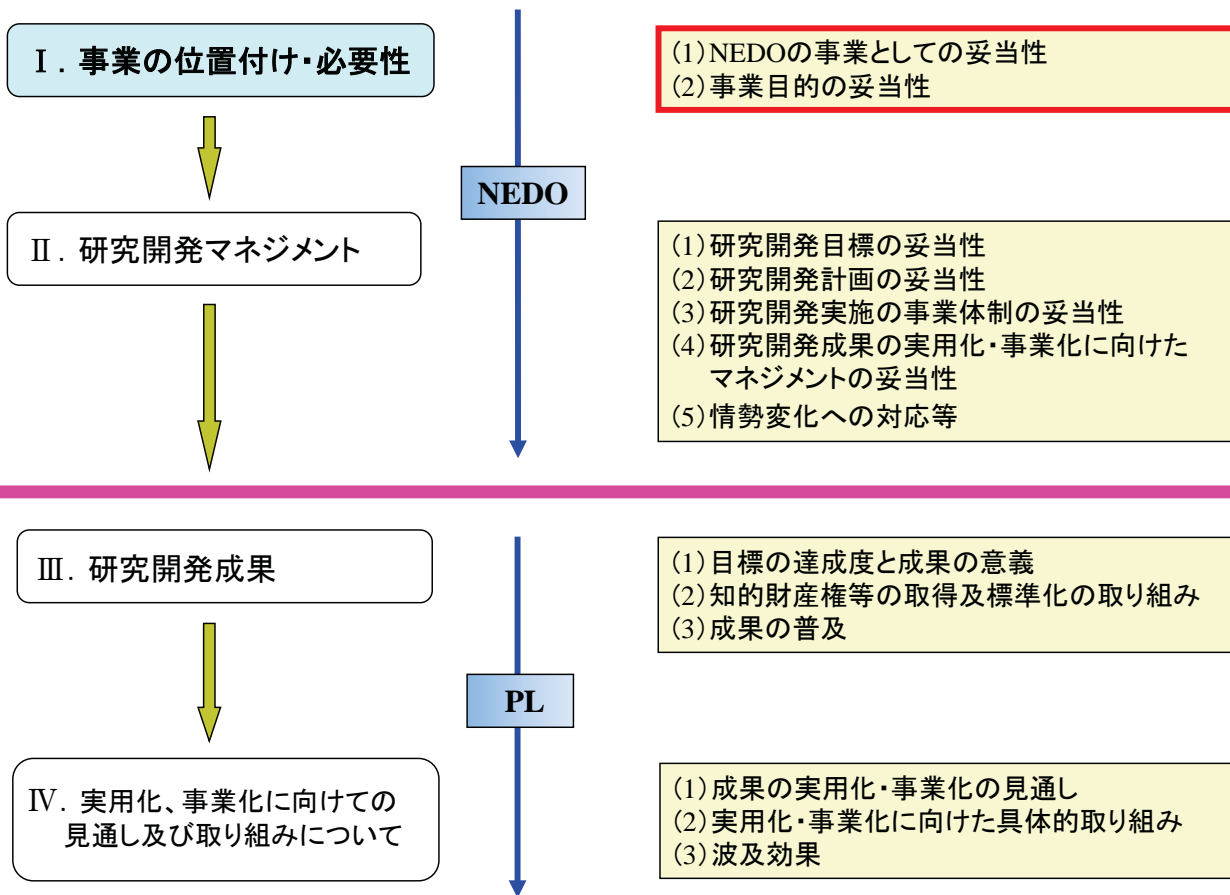 Ⅰ. 事業の位置付け・必要性
(1)NEDOの事業としての妥当性
(2)事業目的の妥当性
NEDO
Ⅱ. 研究開発マネジメント
(1)研究開発目標の妥当性
(2)研究開発計画の妥当性
(3)研究開発実施の事業体制の妥当性
(4)研究開発成果の実用化・事業化に向けた
マネジメントの妥当性
(5)情勢変化への対応等
Ⅲ. 研究開発成果
(1)目標の達成度と成果の意義
(2)知的財産権等の取得及標準化の取り組み
(3)成果の普及
PL
Ⅳ. 実用化、事業化に向けての
見通し及び取り組みについて
(1)成果の実用化・事業化の見通し
(2)実用化・事業化に向けた具体的取り組み
(3)波及効果